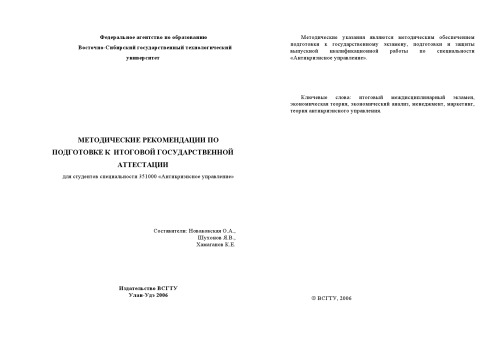 Федеральное агентство по образованию
Восточно-Сибирский государственный технологический
университет
МЕТОДИЧЕСКИЕ РЕКОМЕНДАЦИИ ПО
ПОДГОТОВКЕ К ИТОГОВОЙ ГОСУДАРСТВЕННОЙ
АТТЕСТАЦИИ
для студентов специальности 351000 «Антикризисное управление»
Составители: Новаковская О.А.,
Шуханов Я.В.,
Хамаганов К.Е.
Издательство ВСГТУ
Улан-Удэ 2006
Методические указания являются методическим обеспечением
подготовки к государственному экзамену, подготовки и защиты
выпускной квалификационной работы по специальности
«Антикризисное управление».
Ключевые слова: итоговый междисциплинарный экзамен,
экономическая теория, экономический анализ, менеджмент, маркетинг,
теория антикризисного управления.
© ВСГТУ, 2006